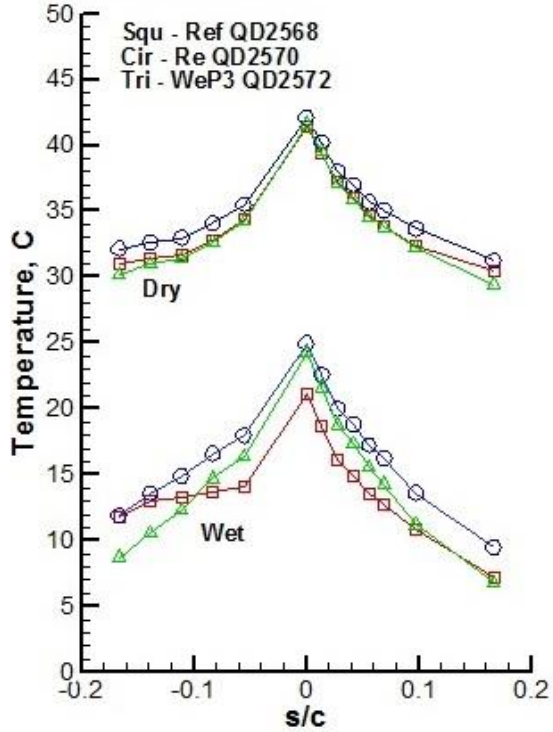 50
Squ - Ref QD2568
Cir - Re QD2570
Tri - WeP3 QD2572
45
40
35
30
Dry
25
Temperature, C
20
15
10
Wet
5
0
-0.2 -0.1 0 0.1 0.2
s/c